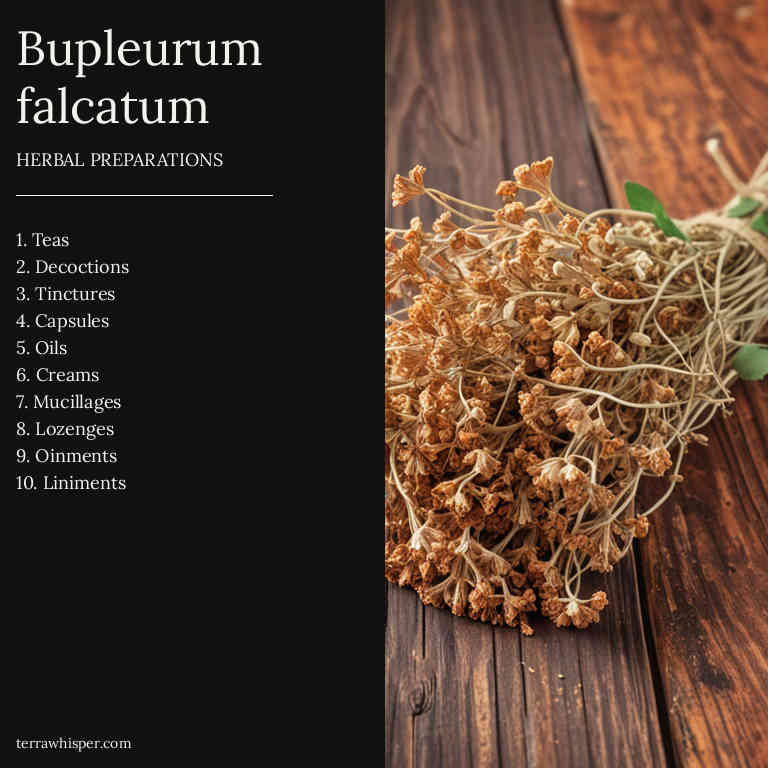 Bupleurum
falcatum
HERBAL PREPARATIONS
1. Teas
2. Decoctions
3. Tinctures
4. Capsules
5. Oils
6. Creams
7. Mucillages
8. Lozenges
9. Oinments
10. Liniments
terrawhisper.com